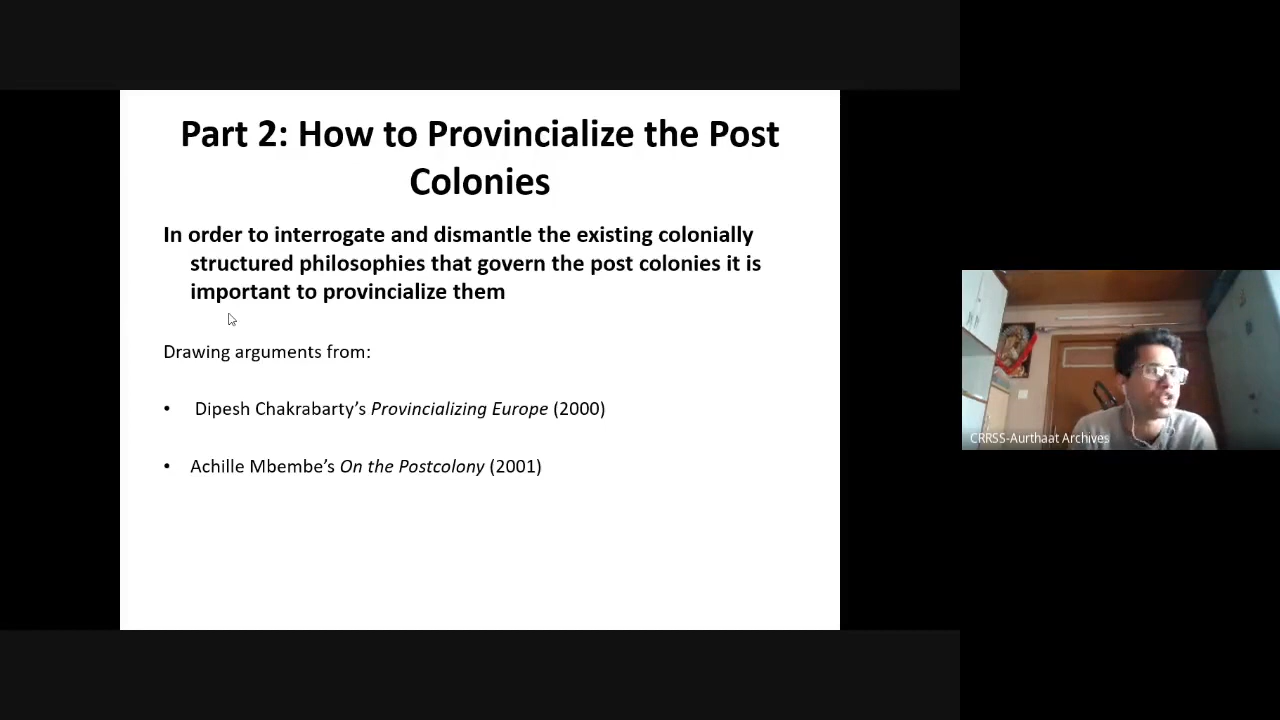 Part 2: How to Provincialize the Post
Colonies
In order to interrogate and dismantle the existing colonially
structured philosophies that govern the post colonies it is
important to provincialize them
Drawing arguments from:
• Dipesh Chakrabarty’s Provincializing Europe (2000)
• Achille Mbembe’s On the Postcolony (2001)
CRRSS-Aurthaat Archives